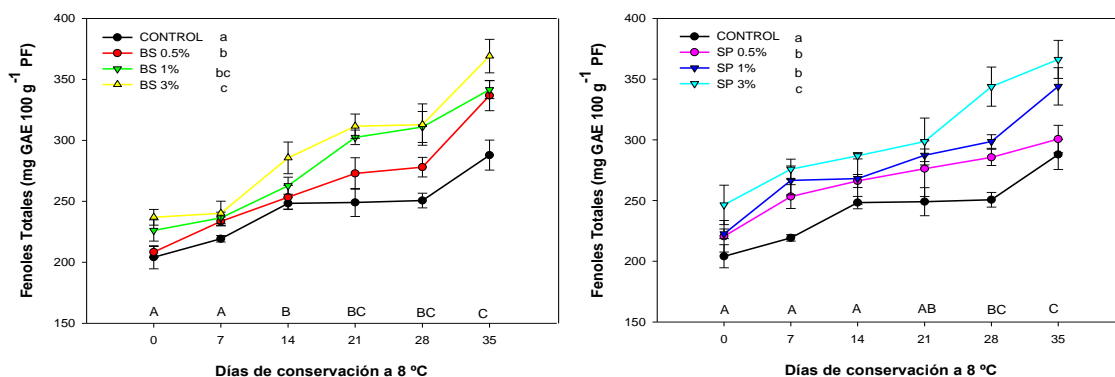 400
350
300
250
200
150
Fenoles Totales (mg GAE 100 g⁻¹ PF)
CONTROL a
BS 0.5% b
BS 1% bc
BS 3% c
A A B BC BC C
0 7 14 21 28 35
Días de conservación a 8 ºC
400
350
300
250
200
150
Fenoles Totales (mg GAE 100 g⁻¹ PF)
CONTROL a
SP 0.5% b
SP 1% b
SP 3% c
A A A AB BC C
0 7 14 21 28 35
Días de conservación a 8 ºC